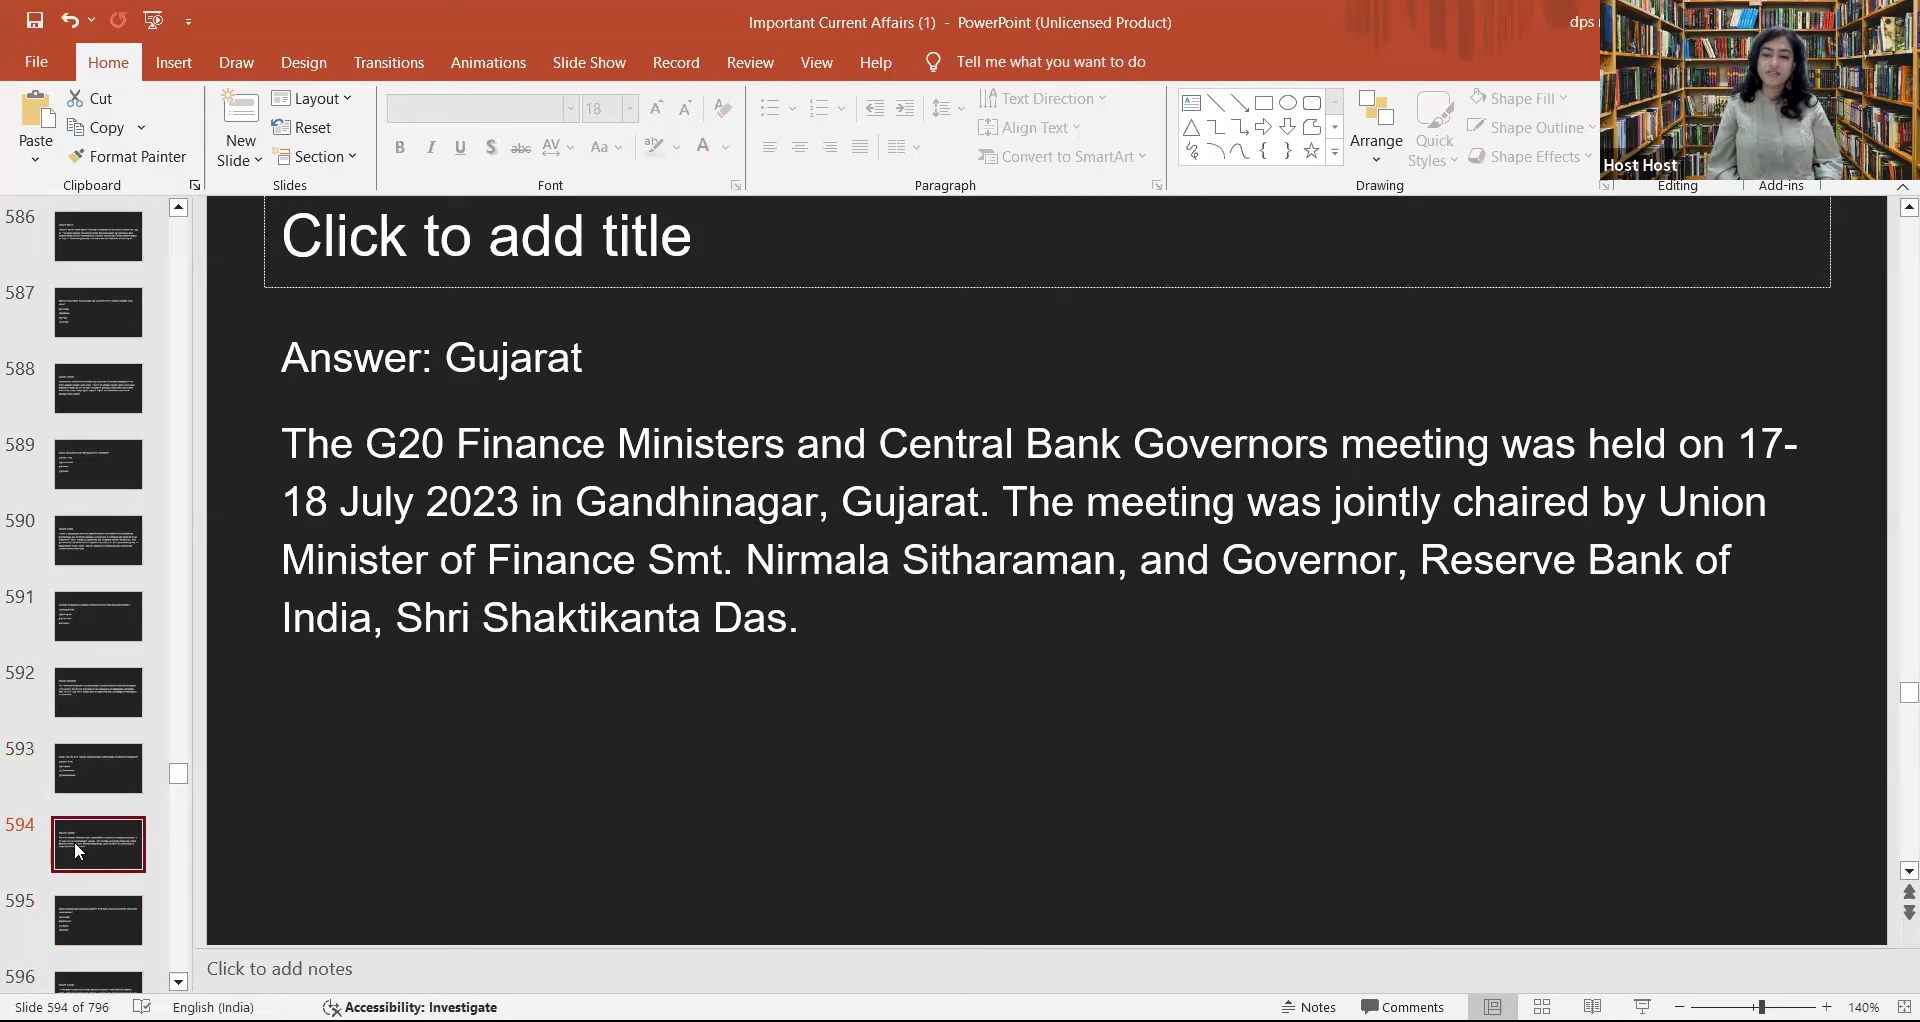 Important Current Affairs (1) - PowerPoint (Unlicensed Product)
dps
File Home Insert Draw Design Transitions Animations Slide Show Record Review View Help Tell me what you want to do
Paste
Cut
Copy
Format Painter
Clipboard
New Slide
Layout
Reset
Section
Slides
18
B I U S abc AV Aa A
Font
Text Direction
Align Text
Convert to SmartArt
Paragraph
Arrange
Quick Styles
Shape Fill
Shape Outline
Shape Effects
Drawing
Editing
Add-ins
Host Host
586
587
588
589
590
591
592
593
594
595
596
Click to add title
Answer: Gujarat
The G20 Finance Ministers and Central Bank Governors meeting was held on 17-
18 July 2023 in Gandhinagar, Gujarat. The meeting was jointly chaired by Union
Minister of Finance Smt. Nirmala Sitharaman, and Governor, Reserve Bank of
India, Shri Shaktikanta Das.
Click to add notes
Slide 594 of 796 English (India) Accessibility: Investigate Notes Comments 140%